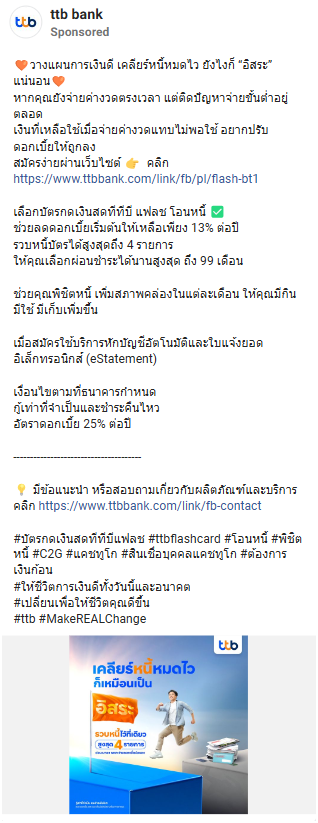 ttb
ttb bank
Sponsored
🧡วางแผนการเงินดี เคลียร์หนี้หมดไว ยังไงก็ “อิสระ”
แน่นอน🧡
หากคุณยังจ่ายค่างวดตรงเวลา แต่ติดปัญหาจ่ายขั้นต่ำอยู่
ตลอด
เงินที่เหลือใช้เมื่อจ่ายค่างวดแทบไม่พอใช้ อยากปรับ
ดอกเบี้ยให้ถูกลง
สมัครง่ายผ่านเว็บไซต์ 👉 คลิก
https://www.ttbbank.com/link/fb/pl/flash-bt1
เลือกบัตรกดเงินสดทีทีบี แฟลช โอนหนี้ ✅
ช่วยลดดอกเบี้ยเริ่มต้นให้เหลือเพียง 13% ต่อปี
รวบหนี้บัตรได้สูงสุดถึง 4 รายการ
ให้คุณเลือกผ่อนชำระได้นานสูงสุด ถึง 99 เดือน
ช่วยคุณพิชิตหนี้ เพิ่มสภาพคล่องในแต่ละเดือน ให้คุณมีกิน
มีใช้ มีเก็บเพิ่มขึ้น
เมื่อสมัครใช้บริการหักบัญชีอัตโนมัติและใบแจ้งยอด
อิเล็กทรอนิกส์ (eStatement)
เงื่อนไขตามที่ธนาคารกำหนด
กู้เท่าที่จำเป็นและชำระคืนไหว
อัตราดอกเบี้ย 25% ต่อปี
--------------------------------------
💡 มีข้อแนะนำ หรือสอบถามเกี่ยวกับผลิตภัณฑ์และบริการ
คลิก https://www.ttbbank.com/link/fb-contact
#บัตรกดเงินสดทีทีบีแฟลช #ttbflashcard #โอนหนี้ #พิชิต
หนี้ #C2G #แคชทูโก #สินเชื่อบุคคลแคชทูโก #ต้องการ
เงินก้อน
#ให้ชีวิตการเงินดีทั้งวันนี้และอนาคต
#เปลี่ยนเพื่อให้ชีวิตคุณดีขึ้น
#ttb #MakeREALChange
ttb
เคลียร์หนี้หมดไว
ก็เหมือนเป็น
อิสระ
รวบหนี้ไว้ที่เดียว
สูงสุด 4 รายการ